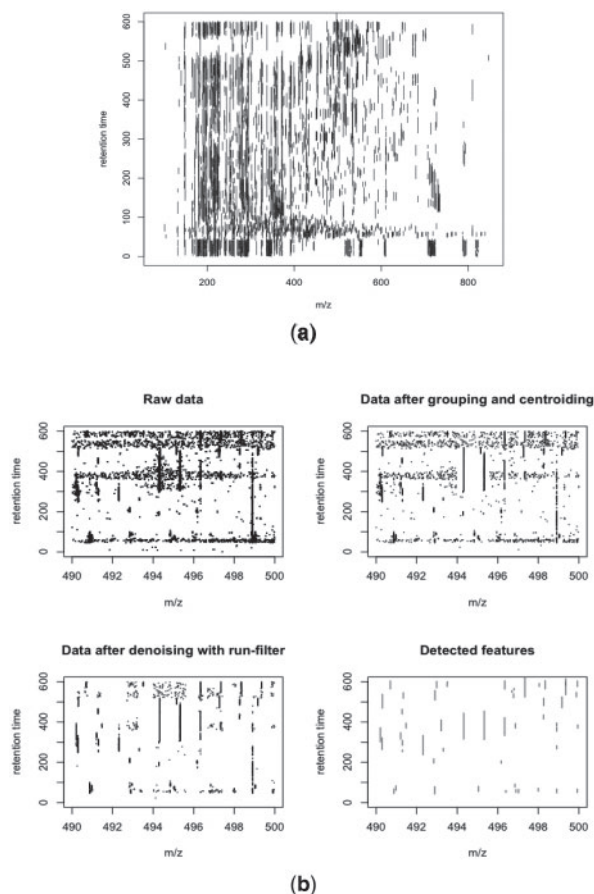 600
500
400
300
200
100
0
retention time
200 400 600 800
m/z
(a)
Raw data
600
400
200
0
retention time
490 492 494 496 498 500
m/z
Data after grouping and centroiding
600
400
200
0
retention time
490 492 494 496 498 500
m/z
Data after denoising with run-filter
600
400
200
0
retention time
490 492 494 496 498 500
m/z
Detected features
600
400
200
0
retention time
490 492 494 496 498 500
m/z
(b)